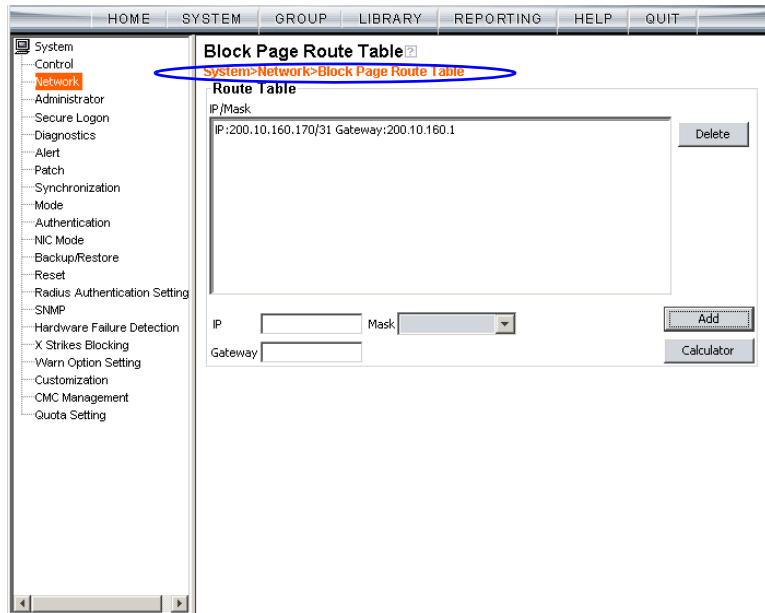 HOME SYSTEM GROUP LIBRARY REPORTING HELP QUIT
System
Control
Network
Administrator
Secure Logon
Diagnostics
Alert
Patch
Synchronization
Mode
Authentication
NIC Mode
Backup/Restore
Reset
Radius Authentication Setting
SNMP
Hardware Failure Detection
X Strikes Blocking
Warn Option Setting
Customization
CMC Management
Quota Setting
Block Page Route Table ?
System>Network>Block Page Route Table
Route Table
IP/Mask
IP:200.10.160.170/31 Gateway:200.10.160.1
Delete
IP Mask Add
Gateway Calculator